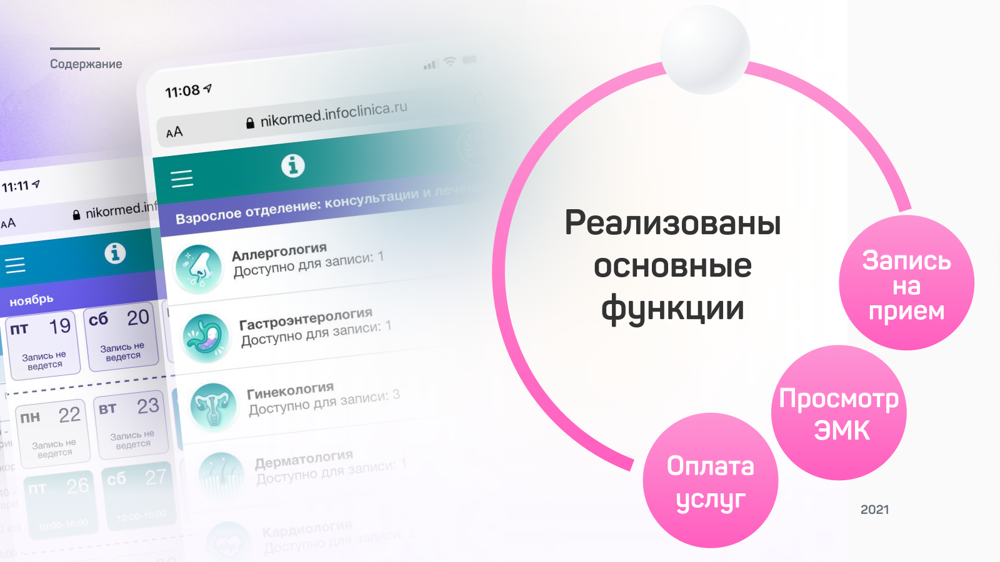 Содержание
11:08
AA
nikormed.infoclinica.ru
Взрослое отделение: консультации и лечен
Аллергология
Доступно для записи: 1
Гастроэнтерология
Доступно для записи: 1
Гинекология
Доступно для записи: 3
Дерматология
Доступно для записи: 1
Кардиология
Доступно для записи: 2
11:11
AA
nikormed.inf
ноябрь
пт 19
Запись не
ведется
сб 20
Запись не
ведется
пн 22
Запись не
ведется
вт 23
Запись не
ведется
пт 26
10:00-16:00
сб 27
12:00-15:00
Реализованы
основные
функции
Запись
на
прием
Просмотр
ЭМК
Оплата
услуг
2021